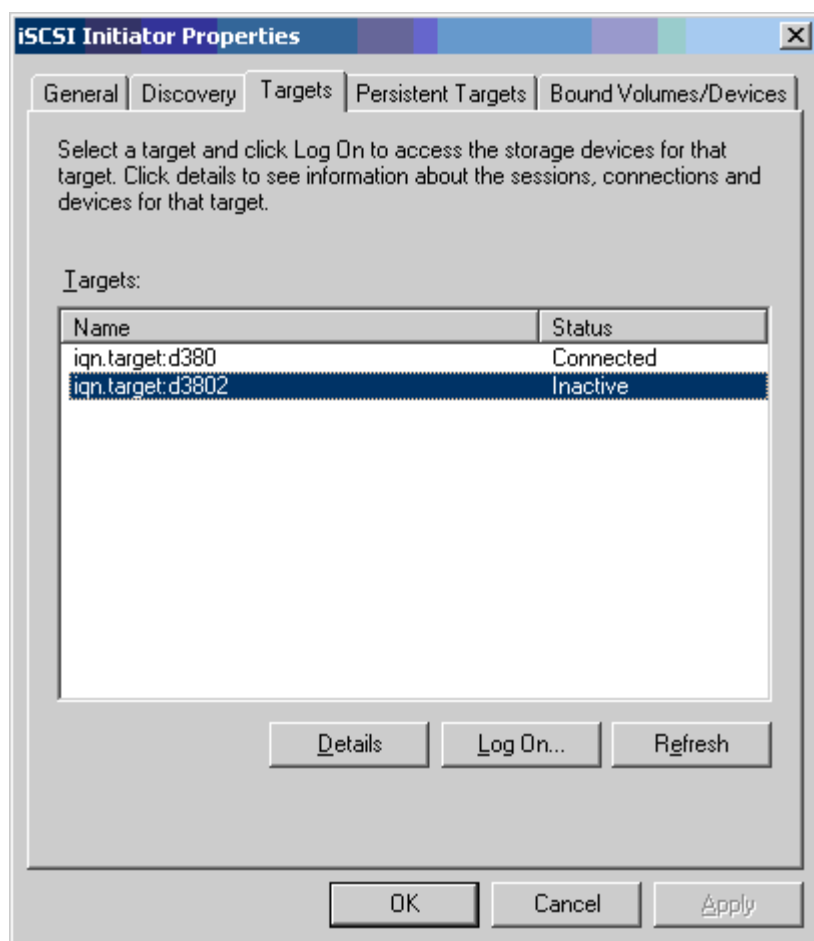 iSCSI Initiator Properties
General Discovery Targets Persistent Targets Bound Volumes/Devices
Select a target and click Log On to access the storage devices for that
target. Click details to see information about the sessions, connections and
devices for that target.
Targets:
Name Status
iqn.target:d380 Connected
iqn.target:d3802 Inactive
Details Log On... Refresh
OK Cancel Apply